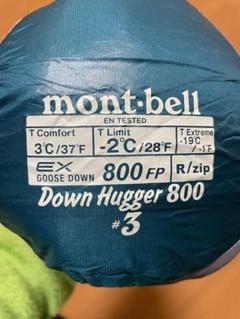 mont-bell
EN TESTED
T Comfort T Limit T Extreme
3℃/37℉ -2℃/28℉ -19℃/-1℉
EX GOOSE DOWN 800 FP R/zip
Down Hugger 800
#3